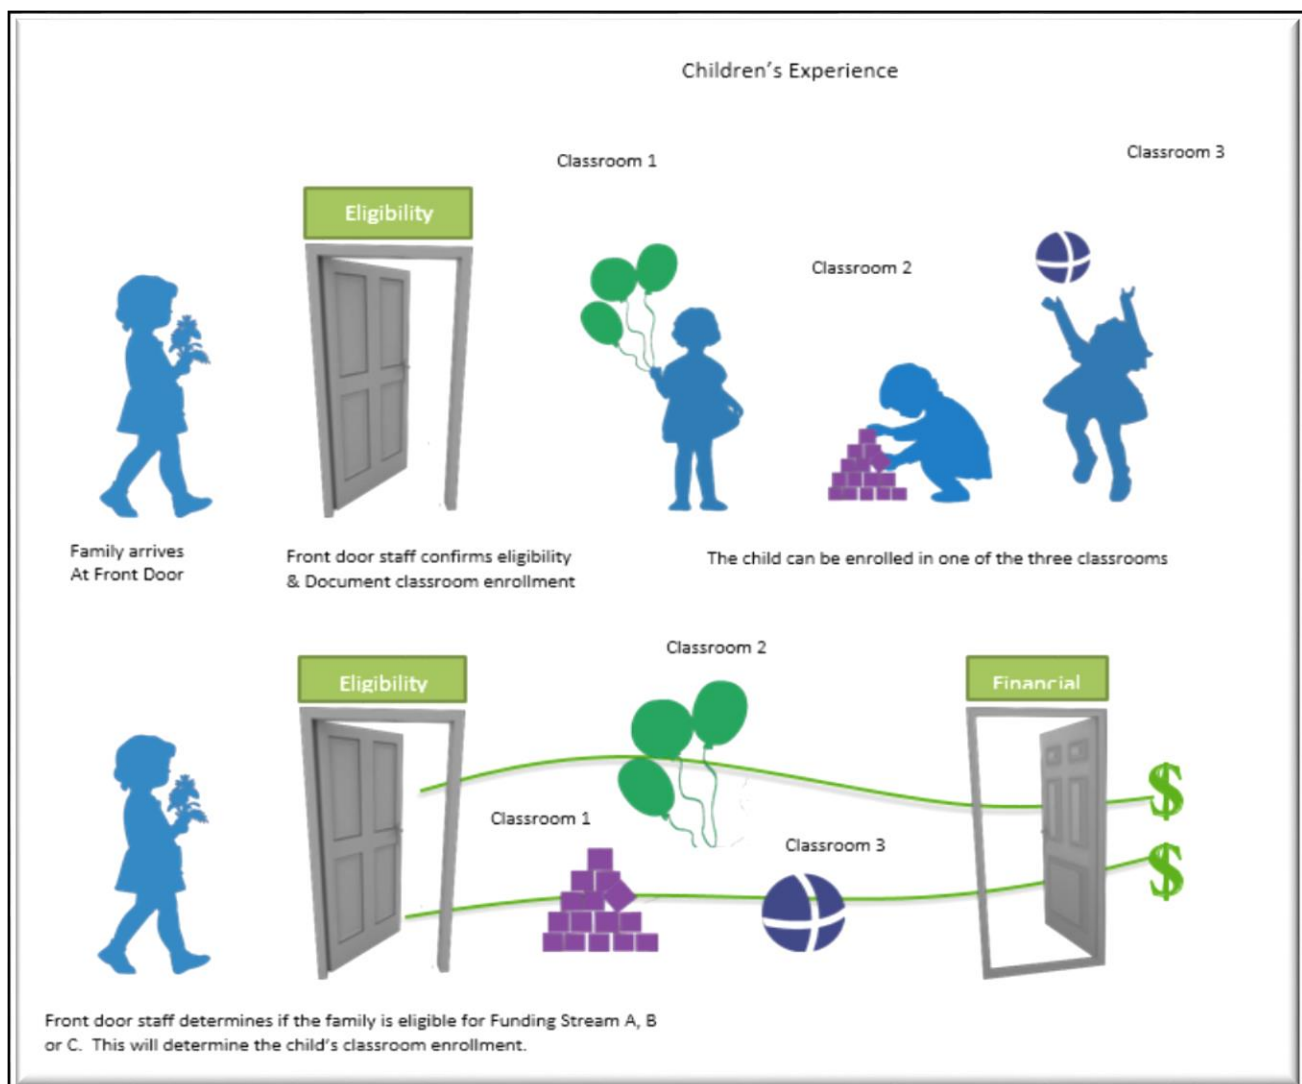 Children's Experience
Classroom 3
Classroom 1
Eligibility
Classroom 2
Family arrives
At Front Door
Front door staff confirms eligibility
& Document classroom enrollment
The child can be enrolled in one of the three classrooms
Classroom 2
Eligibility
Financial
$
Classroom 1
Classroom 3
$
Front door staff determines if the family is eligible for Funding Stream A, B
or C. This will determine the child's classroom enrollment.